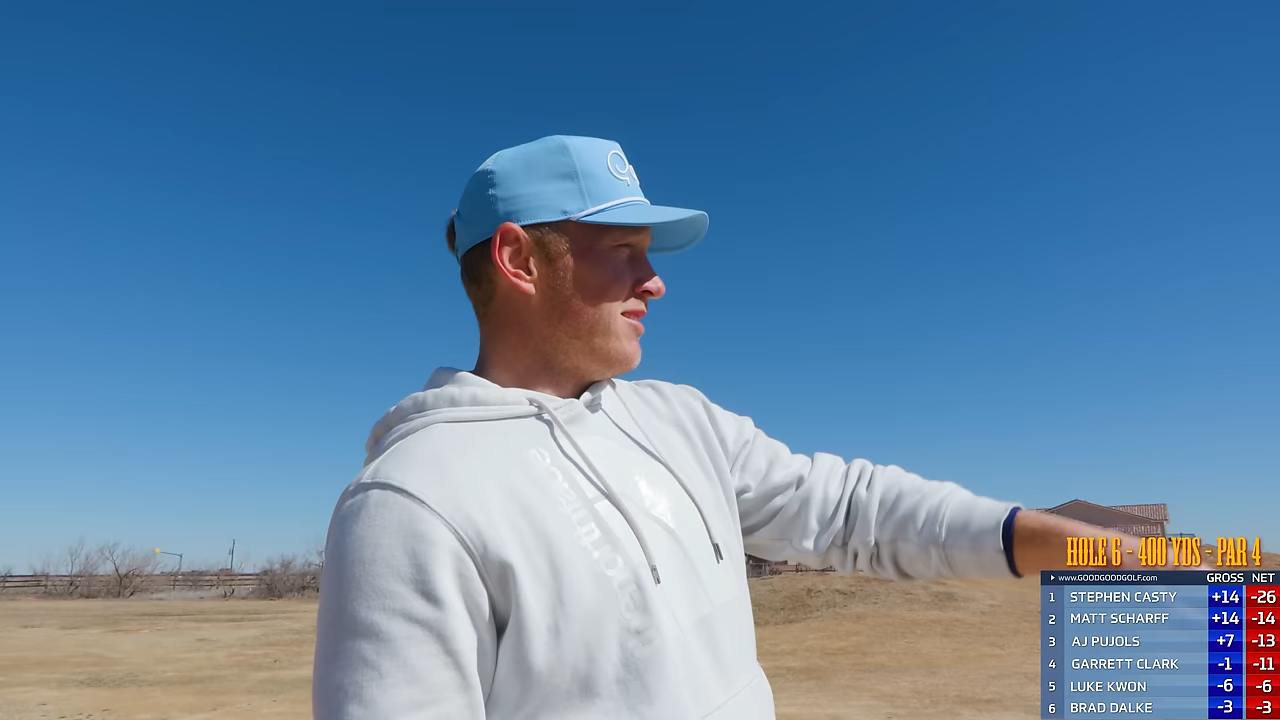 HOLE 6 - 400 YDS - PAR 4
www.GOODGOODGOLF.com GROSS NET
1 STEPHEN CASTY +14 -26
2 MATT SCHARFF +14 -14
3 AJ PUJOLS +7 -13
4 GARRETT CLARK -1 -11
5 LUKE KWON -6 -6
6 BRAD DALKE -3 -3